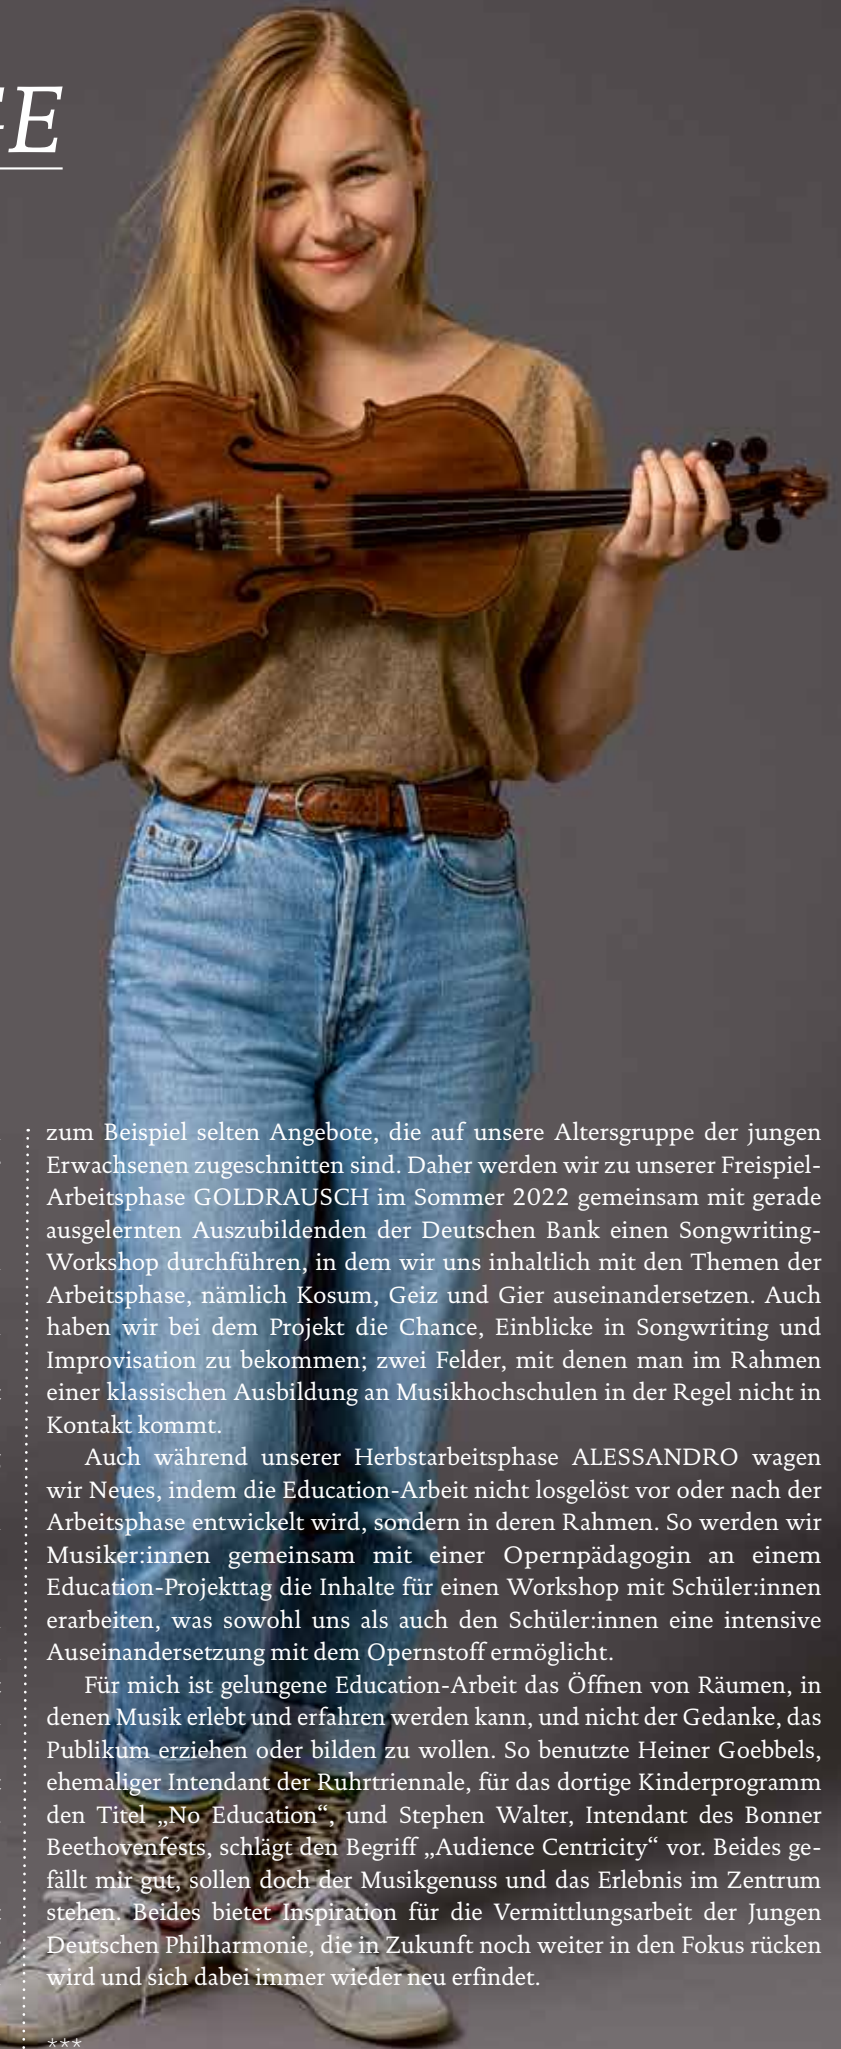 GE
zum Beispiel selten Angebote, die auf unsere Altersgruppe der jungen
Erwachsenen zugeschnitten sind. Daher werden wir zu unserer Freispiel-
Arbeitsphase GOLDRAUSCH im Sommer 2022 gemeinsam mit gerade
ausgelernten Auszubildenden der Deutschen Bank einen Songwriting-
Workshop durchführen, in dem wir uns inhaltlich mit den Themen der
Arbeitsphase, nämlich Kosum, Geiz und Gier auseinandersetzen. Auch
haben wir bei dem Projekt die Chance, Einblicke in Songwriting und
Improvisation zu bekommen; zwei Felder, mit denen man im Rahmen
einer klassischen Ausbildung an Musikhochschulen in der Regel nicht in
Kontakt kommt.
Auch während unserer Herbstarbeitsphase ALESSANDRO wagen
wir Neues, indem die Education-Arbeit nicht losgelöst vor oder nach der
Arbeitsphase entwickelt wird, sondern in deren Rahmen. So werden wir
Musiker:innen gemeinsam mit einer Opernpädagogin an einem
Education-Projekttag die Inhalte für einen Workshop mit Schüler:innen
erarbeiten, was sowohl uns als auch den Schüler:innen eine intensive
Auseinandersetzung mit dem Opernstoff ermöglicht.
Für mich ist gelungene Education-Arbeit das Öffnen von Räumen, in
denen Musik erlebt und erfahren werden kann, und nicht der Gedanke, das
Publikum erziehen oder bilden zu wollen. So benutzte Heiner Goebbels,
ehemaliger Intendant der Ruhrtriennale, für das dortige Kinderprogramm
den Titel „No Education“, und Stephen Walter, Intendant des Bonner
Beethovenfests, schlägt den Begriff „Audience Centricity“ vor. Beides ge-
fällt mir gut, sollen doch der Musikgenuss und das Erlebnis im Zentrum
stehen. Beides bietet Inspiration für die Vermittlungsarbeit der Jungen
Deutschen Philharmonie, die in Zukunft noch weiter in den Fokus rücken
wird und sich dabei immer wieder neu erfindet.
***